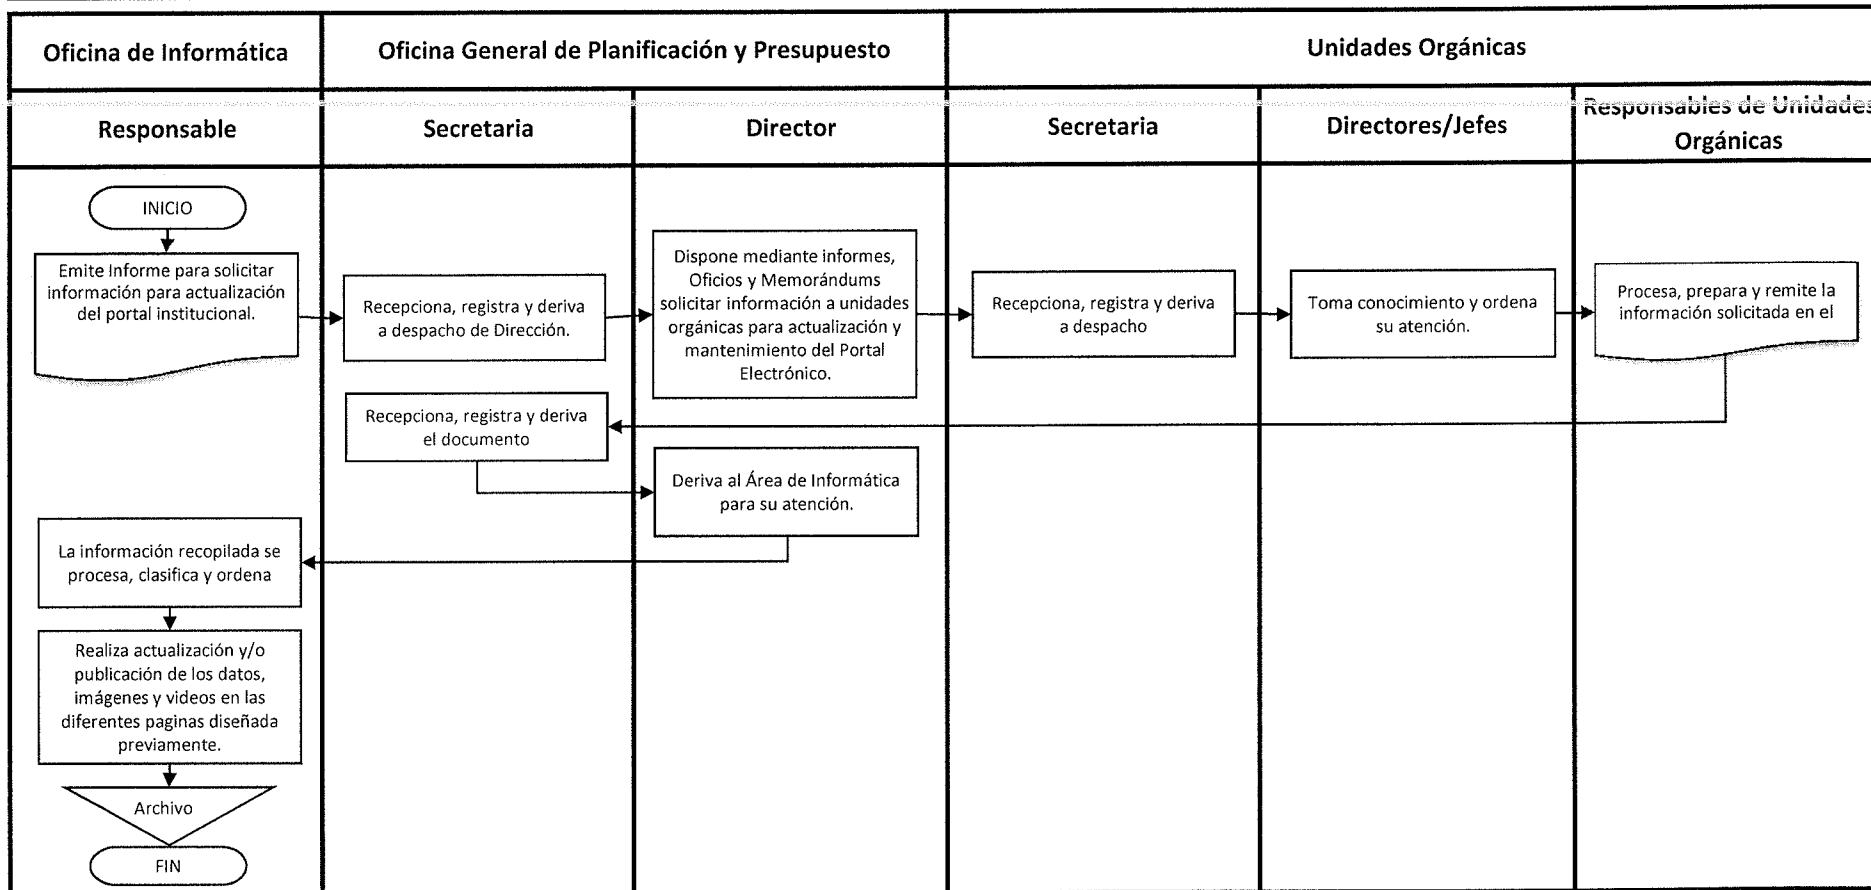 Oficina de Informática
Oficina General de Planificación y Presupuesto
Unidades Orgánicas
Responsable
Secretaria
Director
Secretaria
Directores/Jefes
Responsables de Unidades
Orgánicas
INICIO
Emite Informe para solicitar
información para actualización
del portal institucional.
Recepciona, registra y deriva
a despacho de Dirección.
Dispone mediante informes,
Oficios y Memorándums
solicitar información a unidades
orgánicas para actualización y
mantenimiento del Portal
Electrónico.
Recepciona, registra y deriva
a despacho
Toma conocimiento y ordena
su atención.
Procesa, prepara y remite la
información solicitada en el
Recepciona, registra y deriva
el documento
Deriva al Área de Informática
para su atención.
La información recopilada se
procesa, clasifica y ordena
Realiza actualización y/o
publicación de los datos,
imágenes y videos en las
diferentes paginas diseñada
previamente.
Archivo
FIN